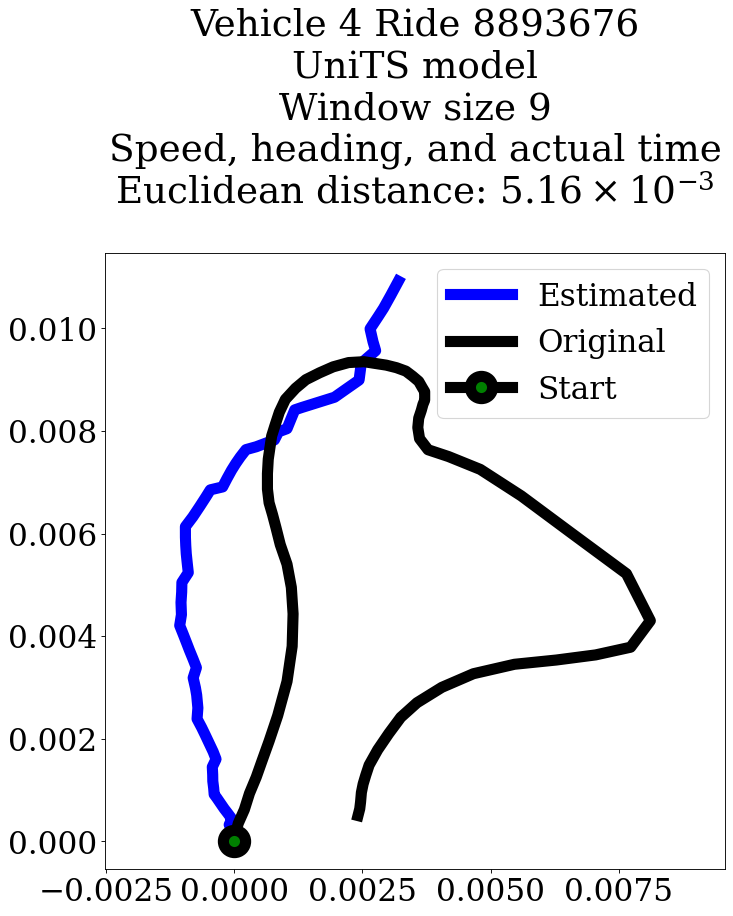 Vehicle 4 Ride 8893676
UniTS model
Window size 9
Speed, heading, and actual time
Euclidean distance: 5.16 × 10⁻³
Estimated
Original
Start
0.010
0.008
0.006
0.004
0.002
0.000
−0.0025 0.0000 0.0025 0.0050 0.0075